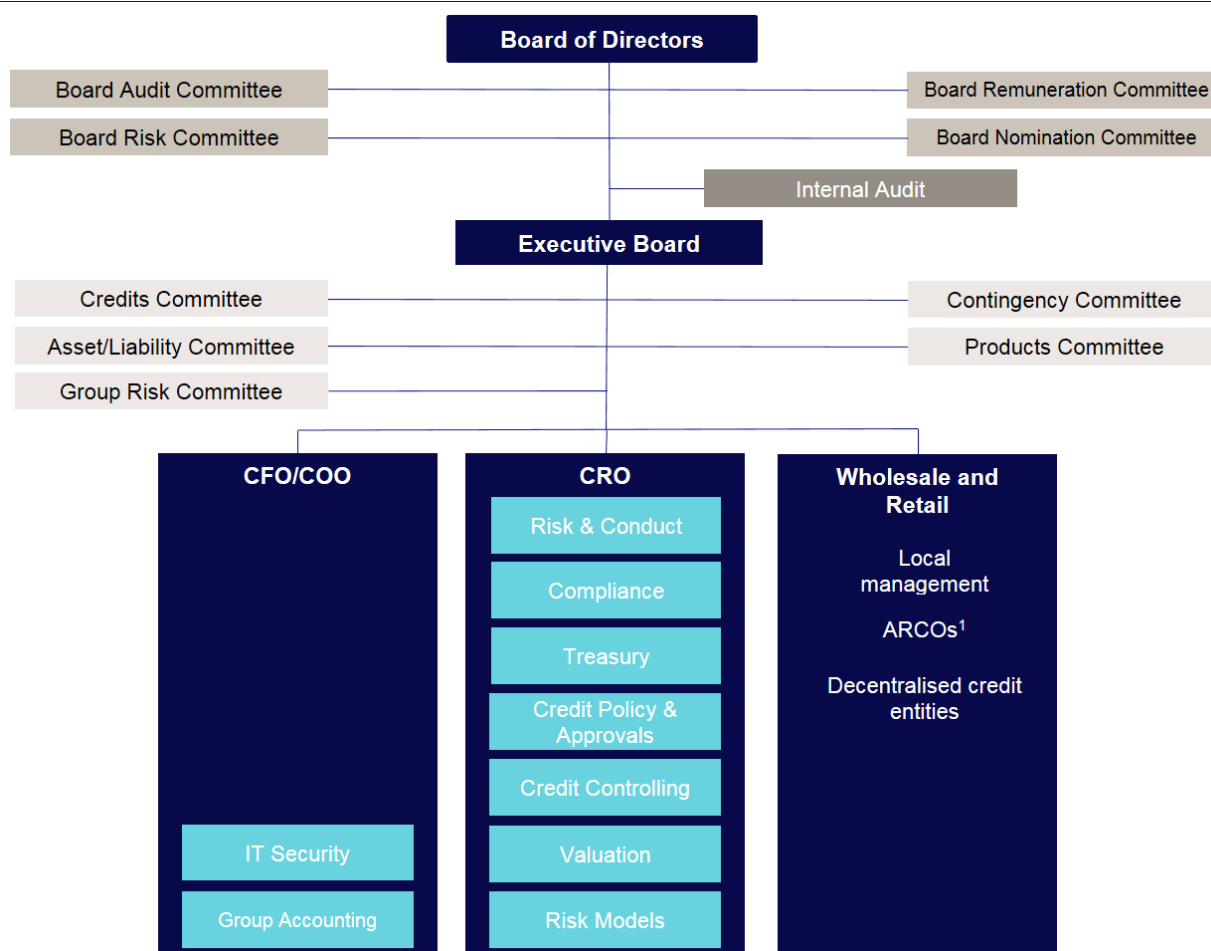 Board of Directors
Board Audit Committee
Board Remuneration Committee
Board Risk Committee
Board Nomination Committee
Internal Audit
Executive Board
Credits Committee
Contingency Committee
Asset/Liability Committee
Products Committee
Group Risk Committee
CFO/COO
IT Security
Group Accounting
CRO
Risk & Conduct
Compliance
Treasury
Credit Policy &
Approvals
Credit Controlling
Valuation
Risk Models
Wholesale and
Retail
Local
management
ARCOs¹
Decentralised credit
entities